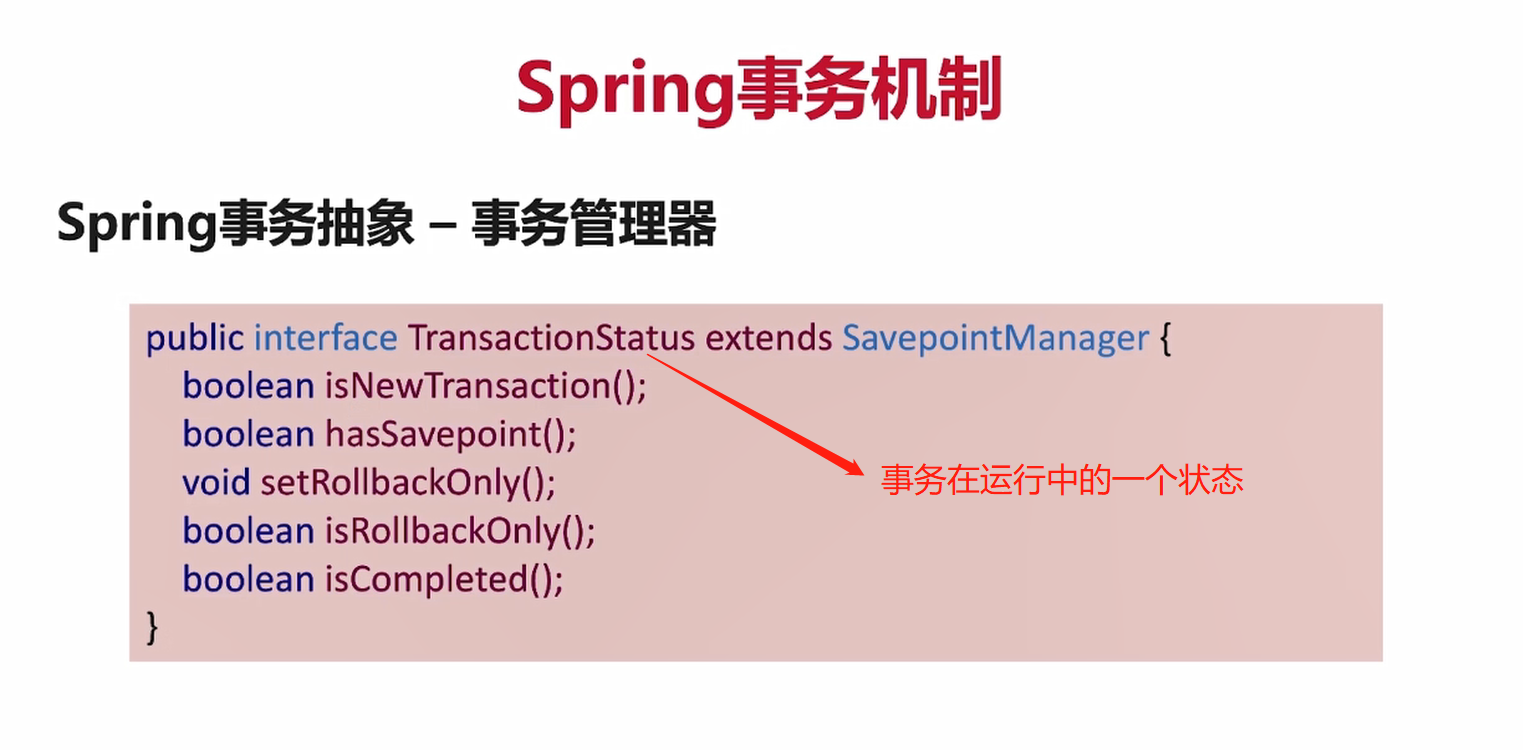 Spring事务机制
Spring事务抽象 – 事务管理器
public interface TransactionStatus extends SavepointManager {
boolean isNewTransaction();
boolean hasSavepoint();
void setRollbackOnly();
事务在运行中的一个状态
boolean isRollbackOnly();
boolean isCompleted();
}